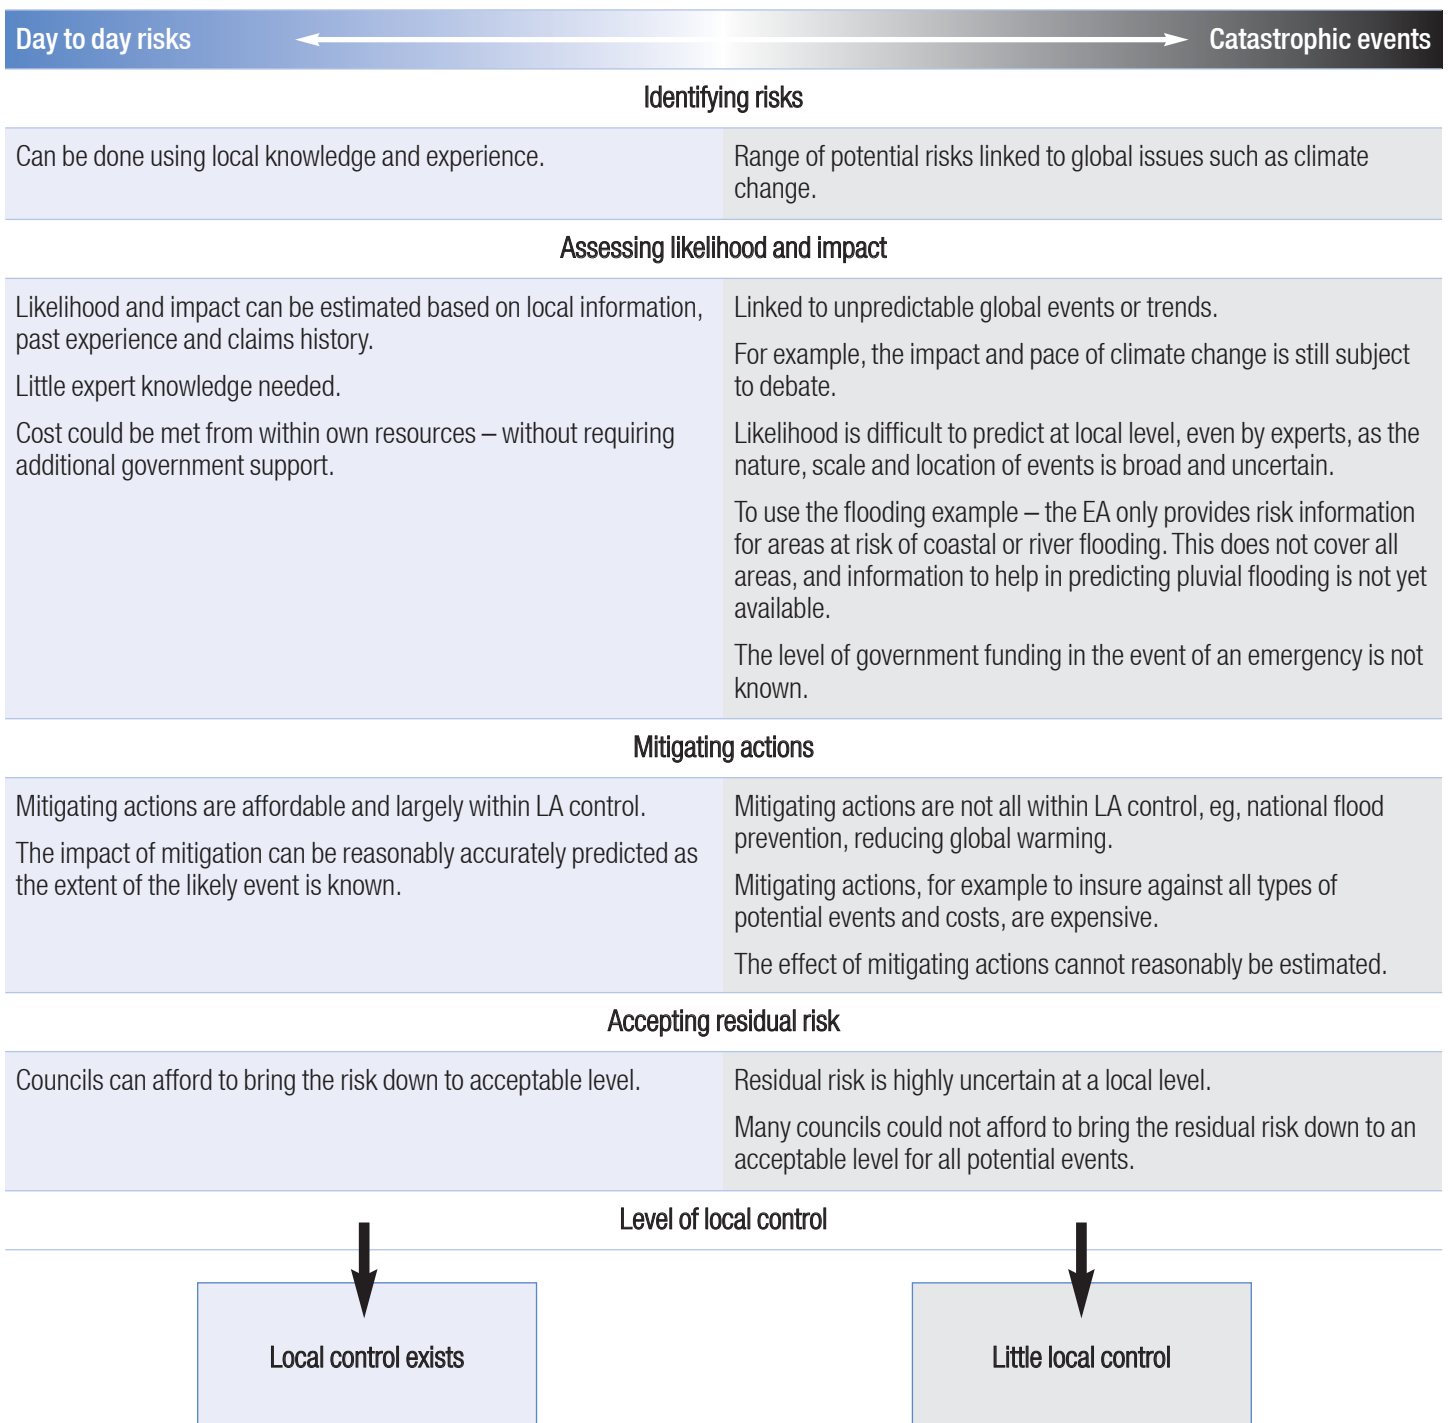 Day to day risks
Catastrophic events
Identifying risks
Can be done using local knowledge and experience.
Range of potential risks linked to global issues such as climate
change.
Assessing likelihood and impact
Likelihood and impact can be estimated based on local information,
past experience and claims history.
Little expert knowledge needed.
Cost could be met from within own resources – without requiring
additional government support.
Linked to unpredictable global events or trends.
For example, the impact and pace of climate change is still subject
to debate.
Likelihood is difficult to predict at local level, even by experts, as the
nature, scale and location of events is broad and uncertain.
To use the flooding example – the EA only provides risk information
for areas at risk of coastal or river flooding. This does not cover all
areas, and information to help in predicting pluvial flooding is not yet
available.
The level of government funding in the event of an emergency is not
known.
Mitigating actions
Mitigating actions are affordable and largely within LA control.
The impact of mitigation can be reasonably accurately predicted as
the extent of the likely event is known.
Mitigating actions are not all within LA control, eg, national flood
prevention, reducing global warming.
Mitigating actions, for example to insure against all types of
potential events and costs, are expensive.
The effect of mitigating actions cannot reasonably be estimated.
Accepting residual risk
Councils can afford to bring the risk down to acceptable level.
Residual risk is highly uncertain at a local level.
Many councils could not afford to bring the residual risk down to an
acceptable level for all potential events.
Level of local control
Local control exists
Little local control